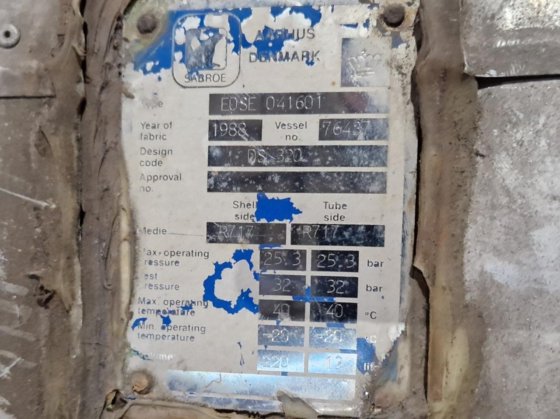 AARHUS
DENMARK
SABROE
Type EOSE 041601
Year of fabric 1988 Vessel no. 76437
Design code DS-320
Approval no.
Shell side Tube side
Medie R717 R717
Max. operating pressure 25.3 25.3 bar
Test pressure 32 32 bar
Max. operating temperature 40 40 °C
Min. operating temperature -20 °C
220